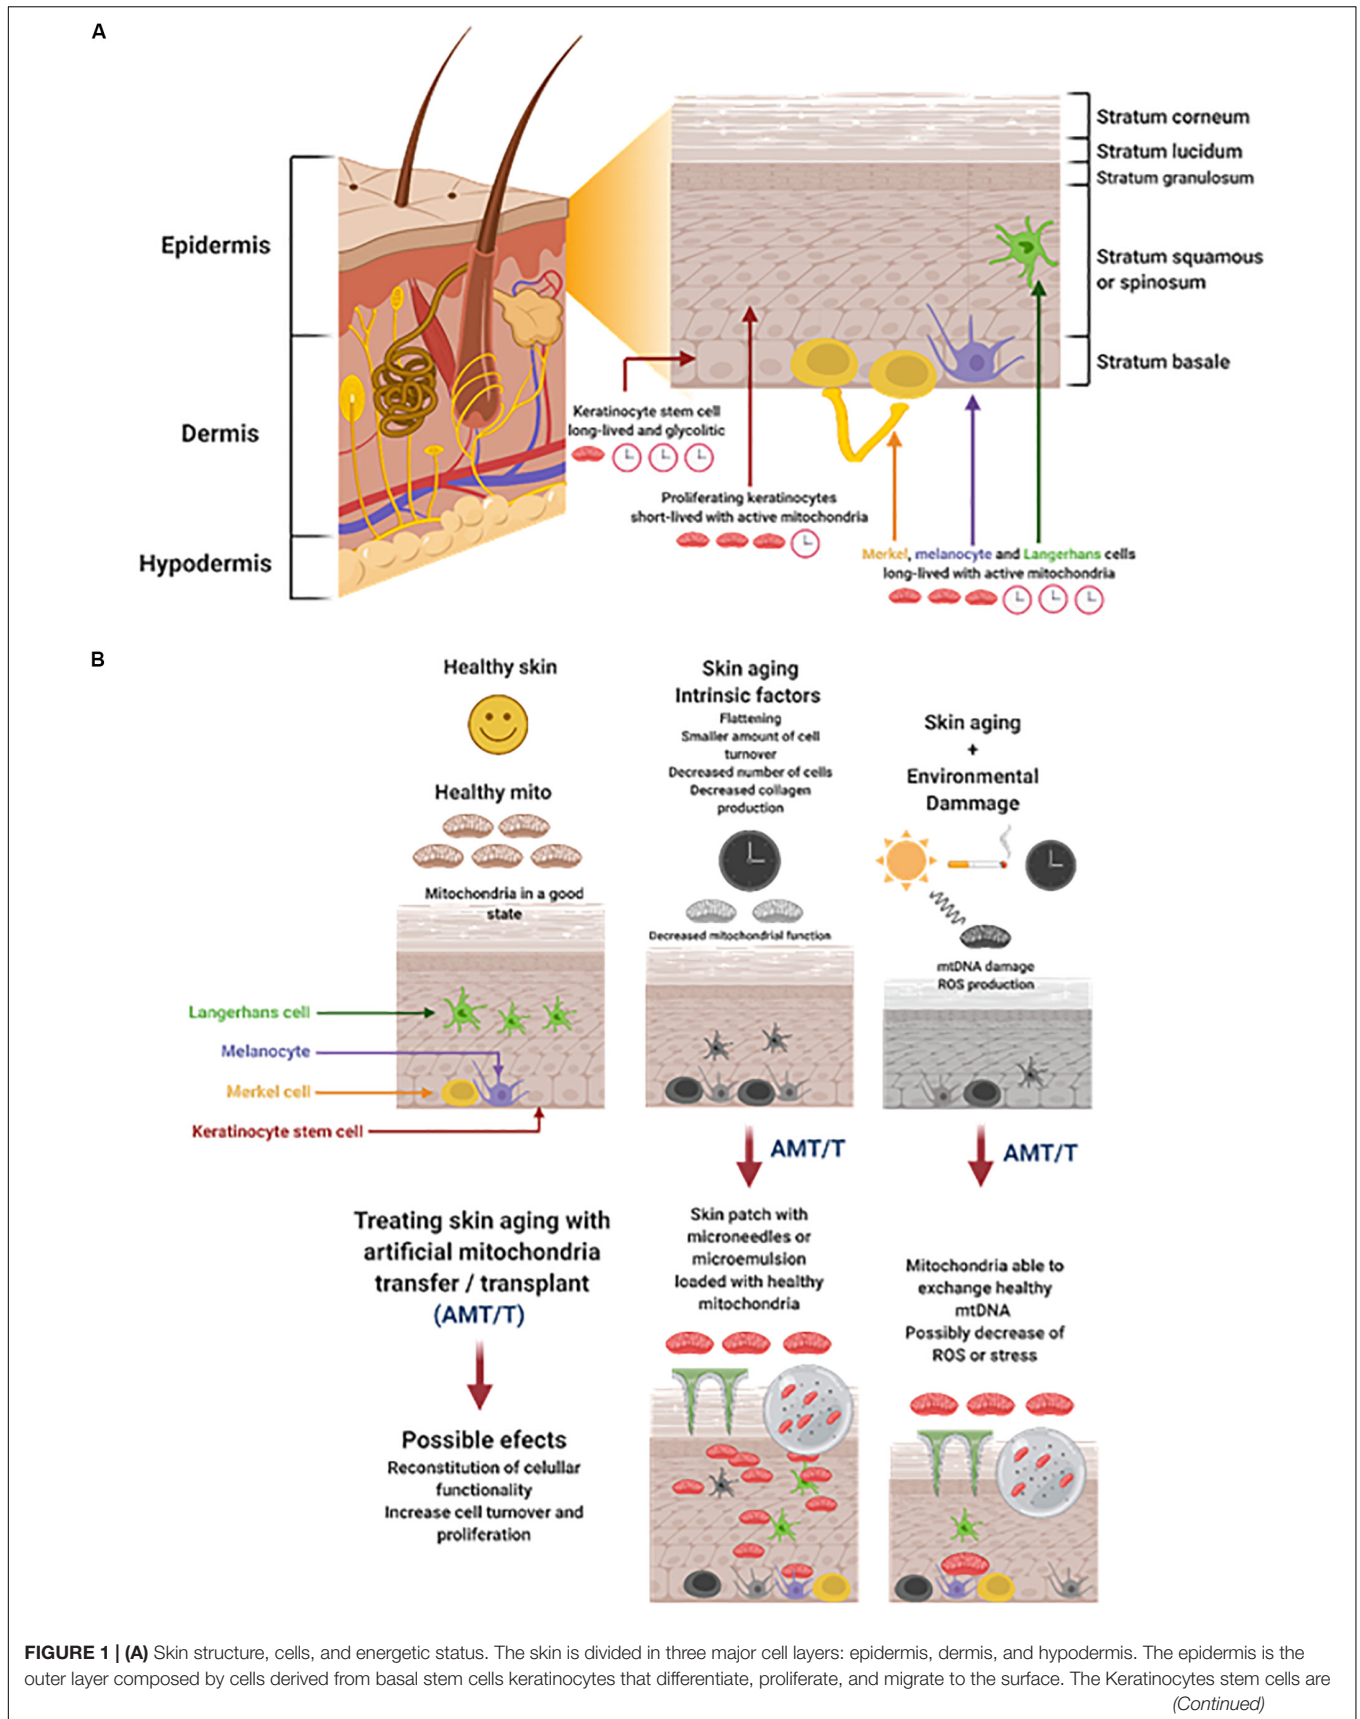 A
Stratum corneum
Stratum lucidum
Stratum granulosum
Epidermis
Stratum squamous
or spinosum
Stratum basale
Keratinocyte stem cell
long-lived and glycolitic
Dermis
Proliferating keratinocytes
short-lived with active mitochondria
Hypodermis
Merkel, melanocyte and Langerhans cells
long-lived with active mitochondria
B
Healthy skin
Healthy mito
Mitochondria in a good
state
Skin aging
Intrinsic factors
Flattening
Smaller amount of cell
turnover
Decreased number of cells
Decreased collagen
production
Decreased mitochondrial function
Skin aging
+
Environmental
Dammage
mtDNA damage
ROS production
Langerhans cell
Melanocyte
Merkel cell
Keratinocyte stem cell
AMT/T
AMT/T
Treating skin aging with
artificial mitochondria
transfer / transplant
(AMT/T)
Possible efects
Reconstitution of celullar
functionality
Increase cell turnover and
proliferation
Skin patch with
microneedles or
microemulsion
loaded with healthy
mitochondria
Mitochondria able to
exchange healthy
mtDNA
Possibly decrease of
ROS or stress
FIGURE 1 | (A) Skin structure, cells, and energetic status. The skin is divided in three major cell layers: epidermis, dermis, and hypodermis. The epidermis is the
outer layer composed by cells derived from basal stem cells keratinocytes that differentiate, proliferate, and migrate to the surface. The Keratinocytes stem cells are
(Continued)